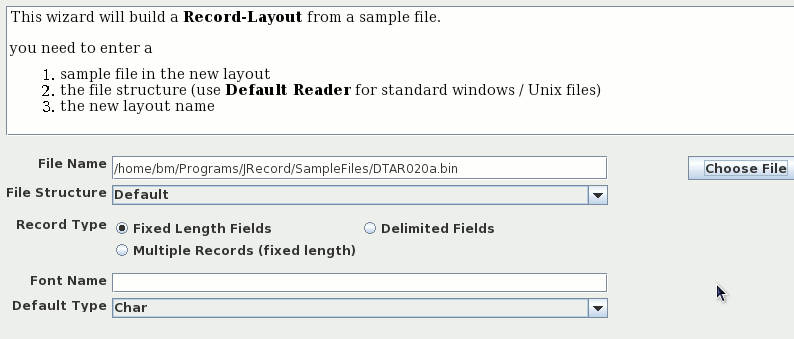 This wizard will build a Record-Layout from a sample file.
you need to enter a
1. sample file in the new layout
2. the file structure (use Default Reader for standard windows / Unix files)
3. the new layout name
File Name /home/bm/Programs/JRecord/SampleFiles/DTAR020a.bin Choose File
File Structure Default
Record Type Fixed Length Fields Delimited Fields
Multiple Records (fixed length)
Font Name
Default Type Char